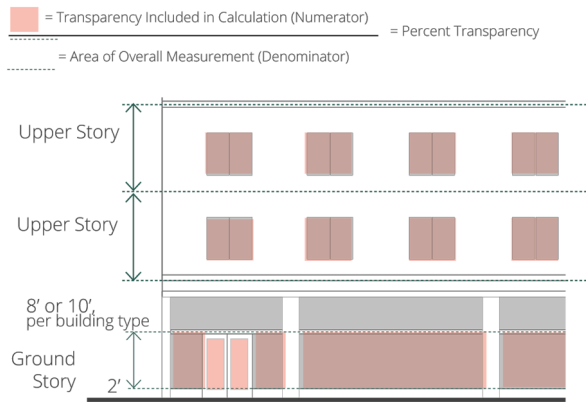 = Transparency Included in Calculation (Numerator)
= Percent Transparency
= Area of Overall Measurement (Denominator)
Upper Story
Upper Story
8’ or 10’,
per building type
Ground
Story
2’